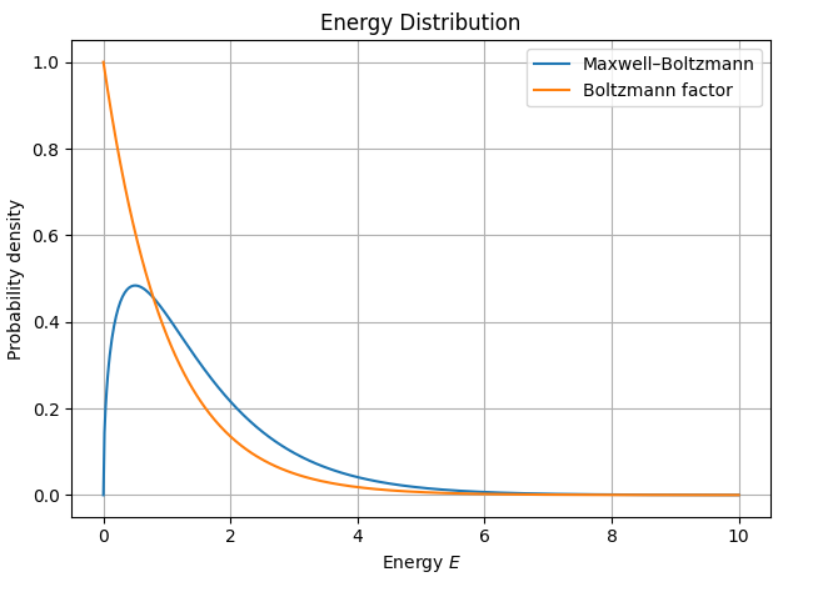 Energy Distribution
Maxwell–Boltzmann
Boltzmann factor
Probability density
1.0
0.8
0.6
0.4
0.2
0.0
0 2 4 6 8 10
Energy E